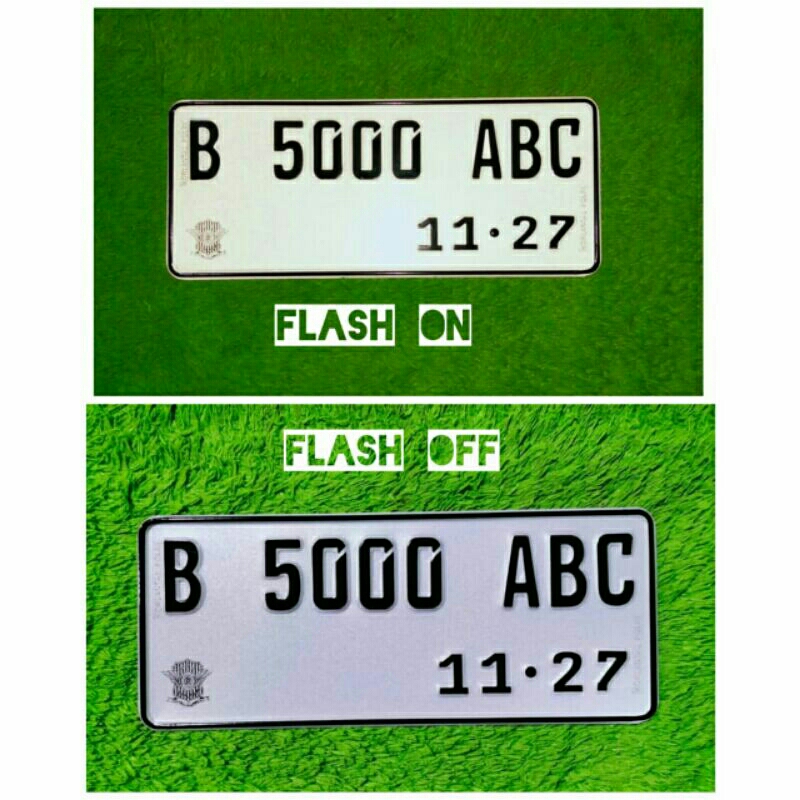 B 5000 ABC
11·27
FLASH ON
FLASH OFF
B 5000 ABC
11·27